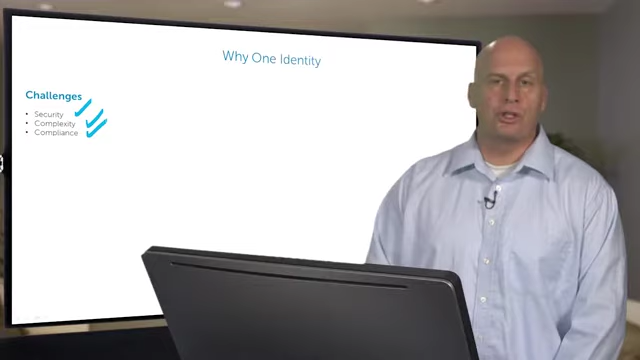 Why One Identity
Challenges
• Security
• Complexity
• Compliance